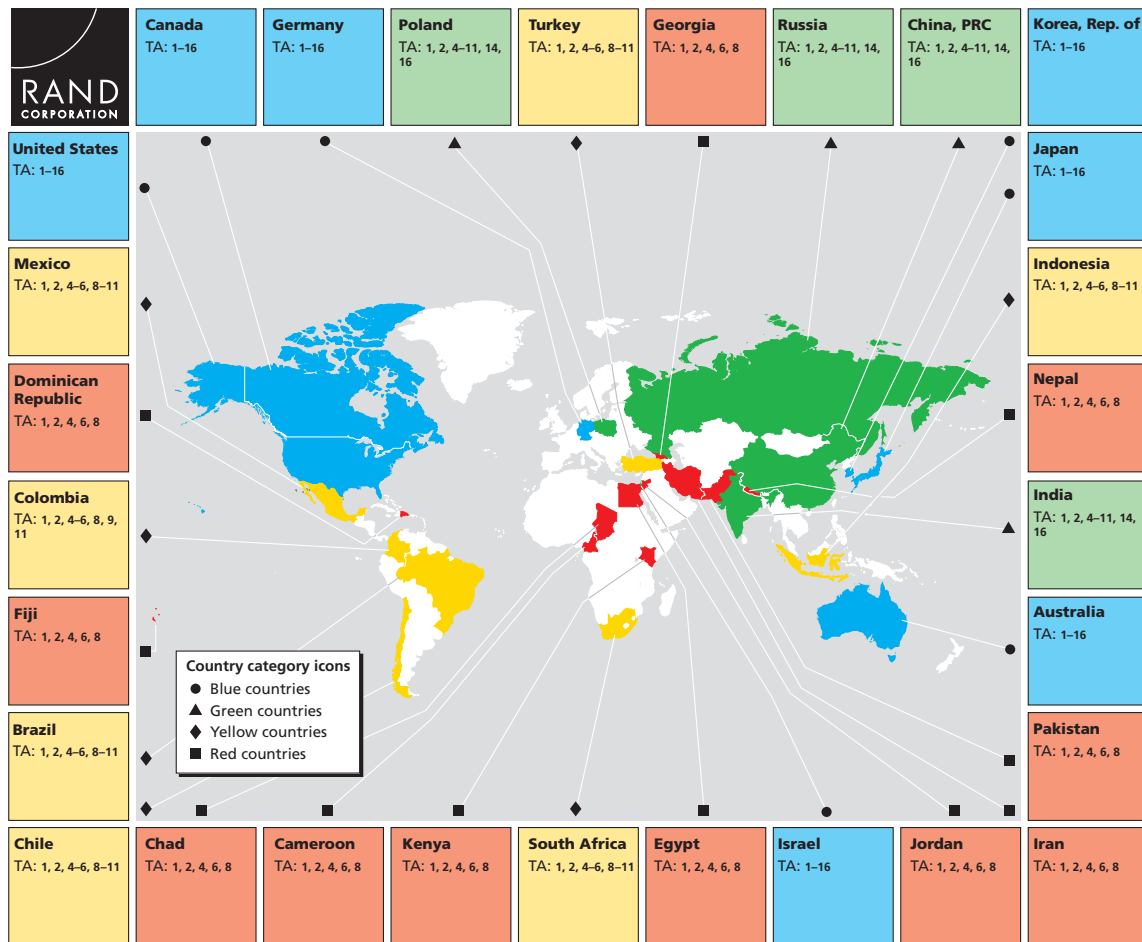 RAND
CORPORATION
Canada
TA: 1–16
Germany
TA: 1–16
Poland
TA: 1, 2, 4–11, 14,
16
Turkey
TA: 1, 2, 4–6, 8–11
Georgia
TA: 1, 2, 4, 6, 8
Russia
TA: 1, 2, 4–11, 14,
16
China, PRC
TA: 1, 2, 4–11, 14,
16
Korea, Rep. of
TA: 1–16
United States
TA: 1–16
Japan
TA: 1–16
Mexico
TA: 1, 2, 4–6, 8–11
Indonesia
TA: 1, 2, 4–6, 8–11
Dominican
Republic
TA: 1, 2, 4, 6, 8
Nepal
TA: 1, 2, 4, 6, 8
Colombia
TA: 1, 2, 4–6, 8, 9,
11
India
TA: 1, 2, 4–11, 14,
16
Fiji
TA: 1, 2, 4, 6, 8
Australia
TA: 1–16
Country category icons
Blue countries
Green countries
Yellow countries
Red countries
Brazil
TA: 1, 2, 4–6, 8–11
Pakistan
TA: 1, 2, 4, 6, 8
Chile
TA: 1, 2, 4–6, 8–11
Chad
TA: 1, 2, 4, 6, 8
Cameroon
TA: 1, 2, 4, 6, 8
Kenya
TA: 1, 2, 4, 6, 8
South Africa
TA: 1, 2, 4–6, 8–11
Egypt
TA: 1, 2, 4, 6, 8
Israel
TA: 1–16
Jordan
TA: 1, 2, 4, 6, 8
Iran
TA: 1, 2, 4, 6, 8